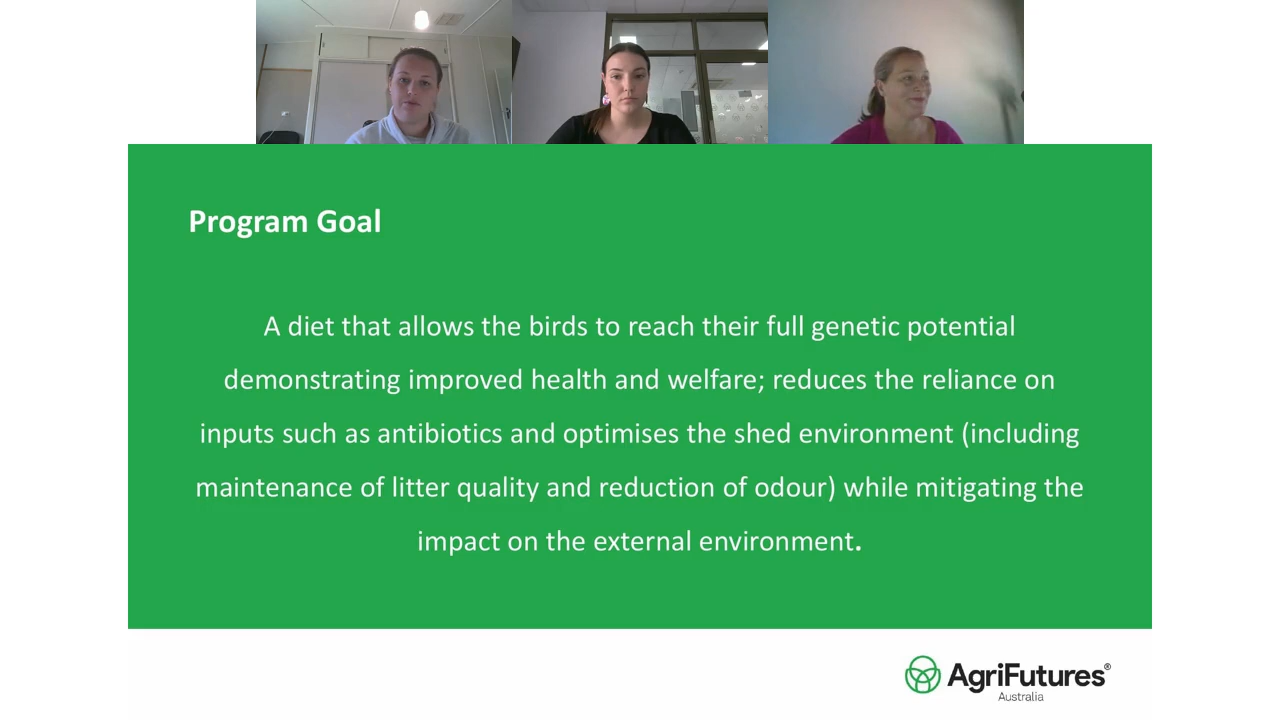 Program Goal
A diet that allows the birds to reach their full genetic potential
demonstrating improved health and welfare; reduces the reliance on
inputs such as antibiotics and optimises the shed environment (including
maintenance of litter quality and reduction of odour) while mitigating the
impact on the external environment.
AgriFutures®
Australia